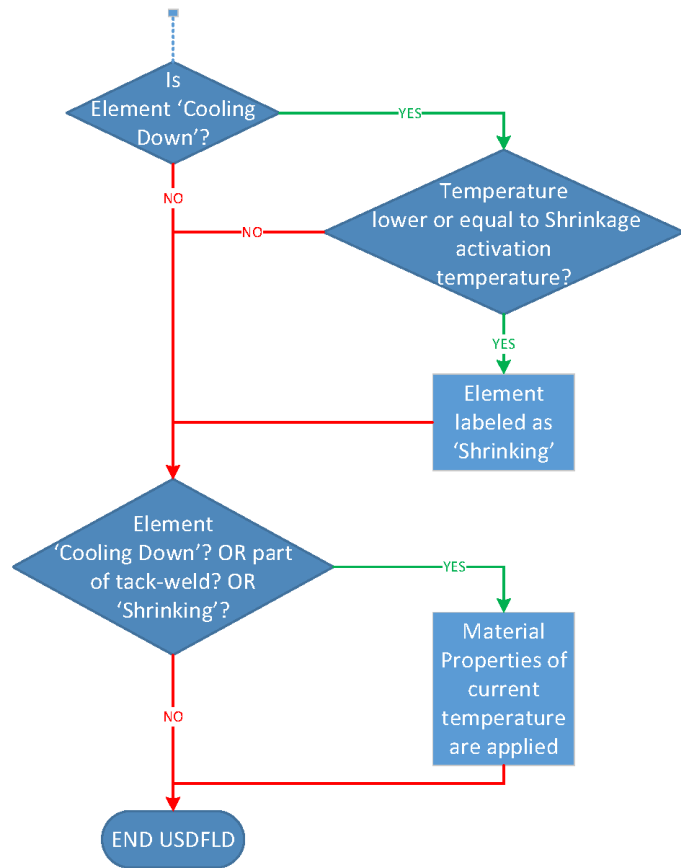 Is
Element ‘Cooling
Down’?
YES
NO
Temperature
lower or equal to Shrinkage
activation
temperature?
NO
YES
Element
labeled as
‘Shrinking’
Element
‘Cooling Down’? OR part
of tack-weld? OR
‘Shrinking’?
YES
Material
Properties of
current
temperature
are applied
NO
END USDFLD